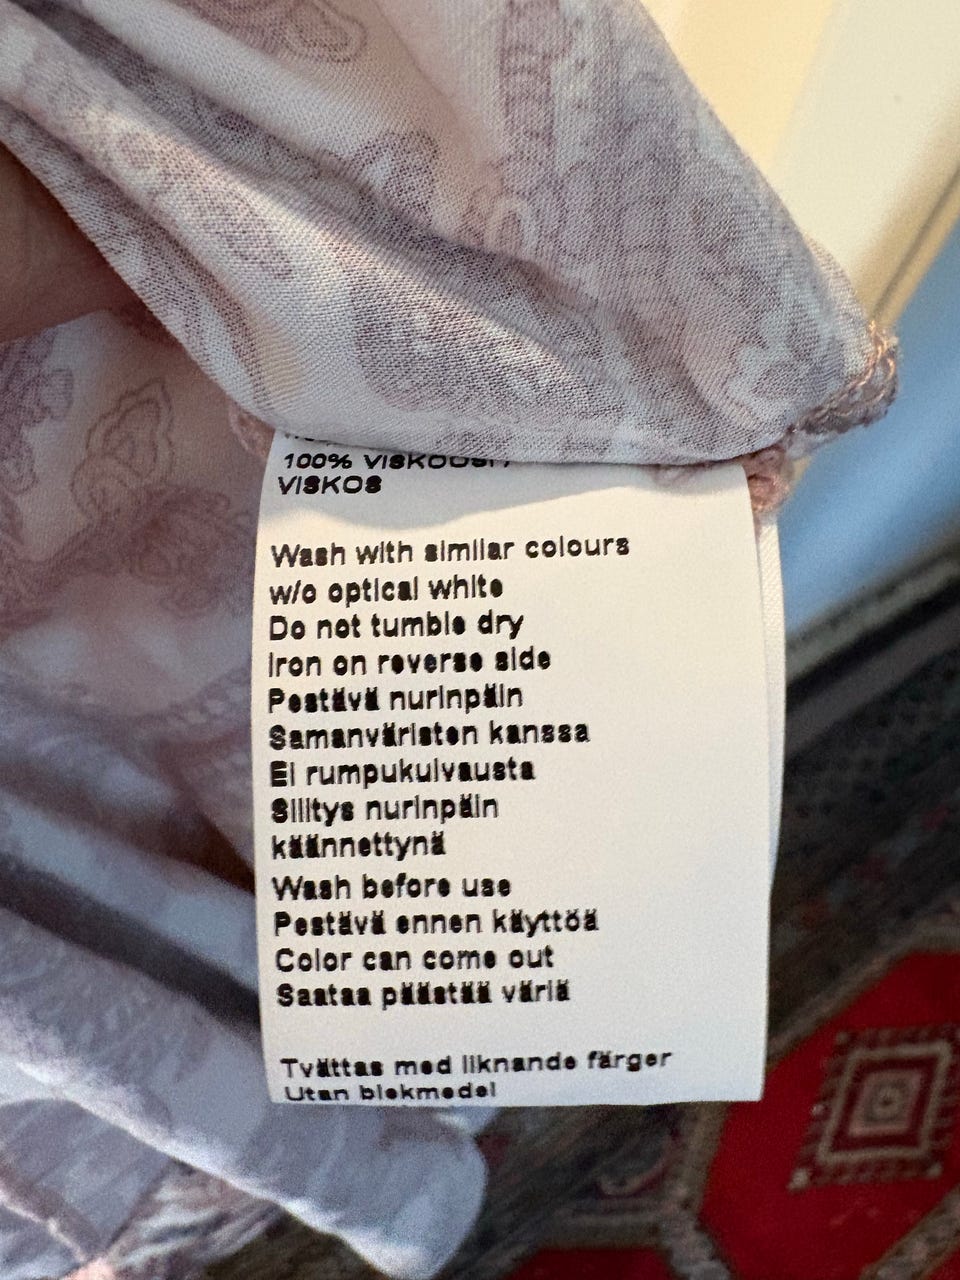 100% VISKOOSI
VISKOS
Wash with similar colours
w/o optical white
Do not tumble dry
Iron on reverse side
Pestävä nurinpäin
Samanväristen kanssa
Ei rumpukuivausta
Silitys nurinpäin
käännettynä
Wash before use
Pestävä ennen käyttöä
Color can come out
Saataa päästää väriä
Tvättas med liknande färger
Utan blekmedel